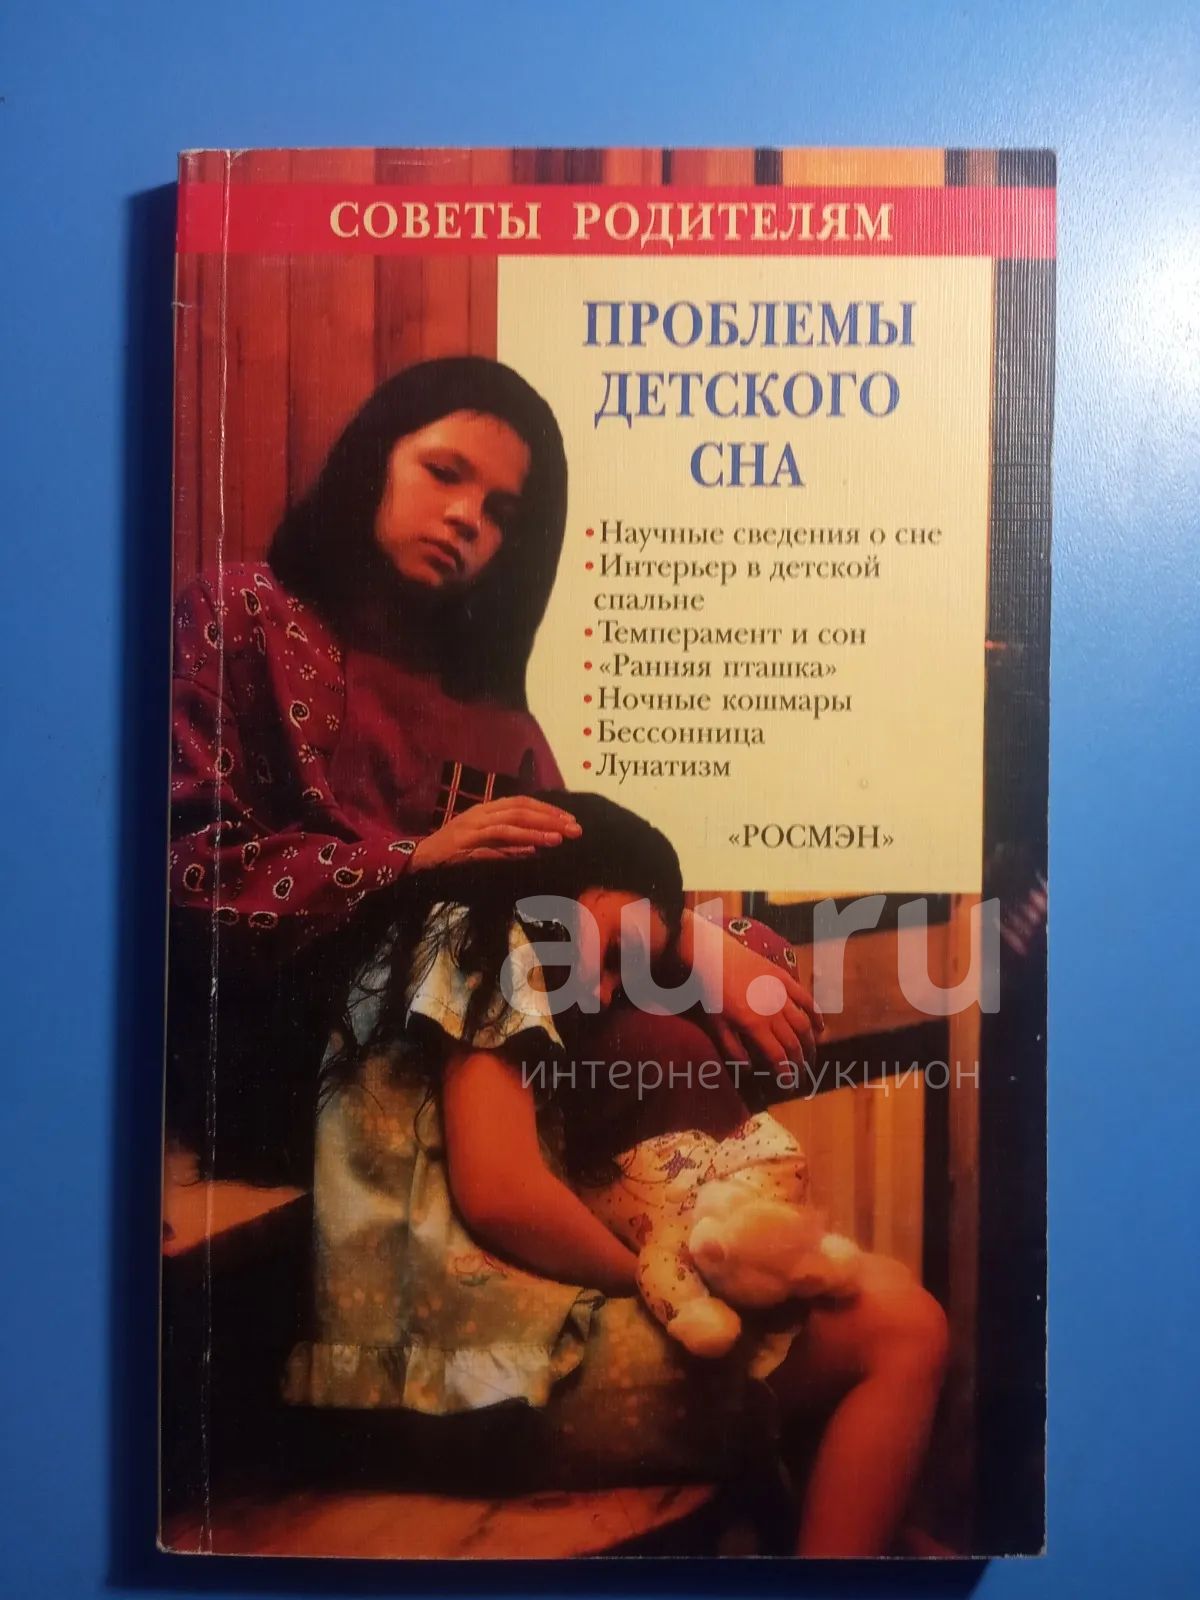 СОВЕТЫ РОДИТЕЛЯМ
ПРОБЛЕМЫ
ДЕТСКОГО
СНА
•Научные сведения о сне
•Интерьер в детской
спальне
•Темперамент и сон
•«Ранняя пташка»
•Ночные кошмары
•Бессонница
•Лунатизм
«РОСМЭН»
au.ru
интернет-аукцион